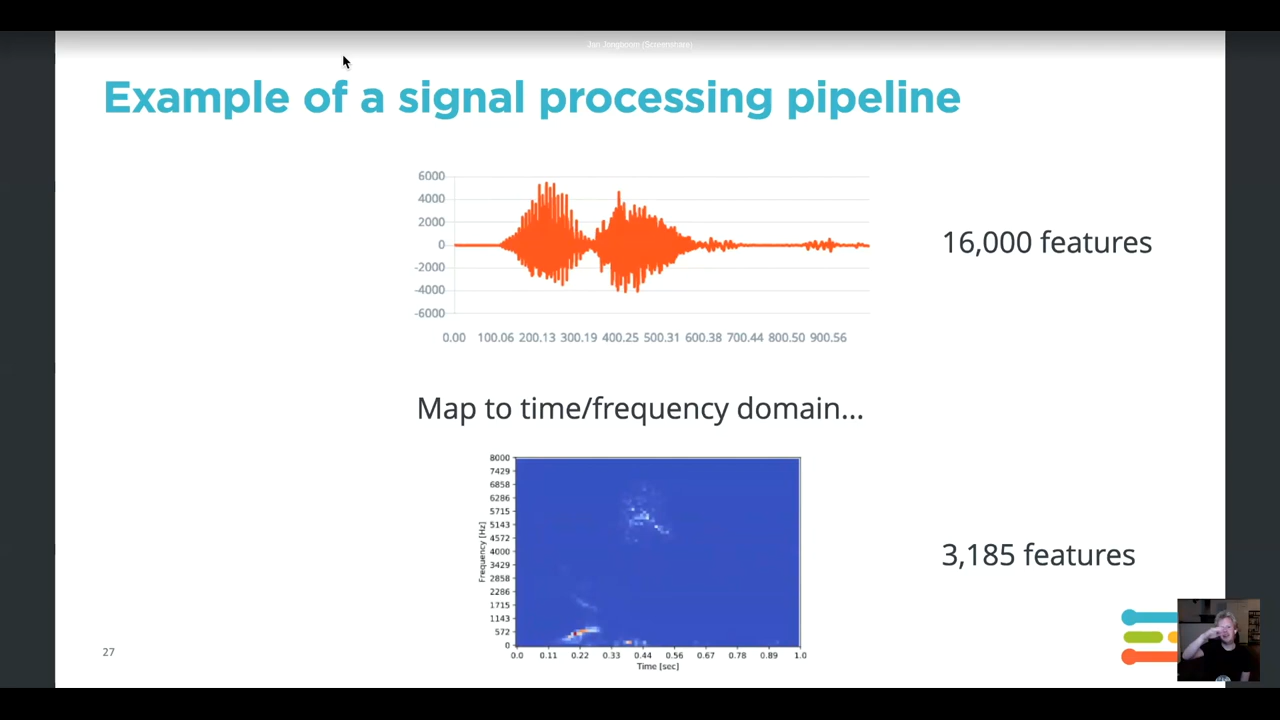 Jan Jongboom (Screenshare)
Example of a signal processing pipeline
6000
4000
2000
0
-2000
-4000
-6000
0.00 100.06 200.13 300.19 400.25 500.31 600.38 700.44 800.50 900.56
16,000 features
Map to time/frequency domain...
8000
7429
6858
6286
5715
5143
4572
4000
3429
2858
2286
1715
1143
572
0
Frequency [Hz]
0.0 0.11 0.22 0.33 0.44 0.56 0.67 0.78 0.89 1.0
Time [sec]
3,185 features
27